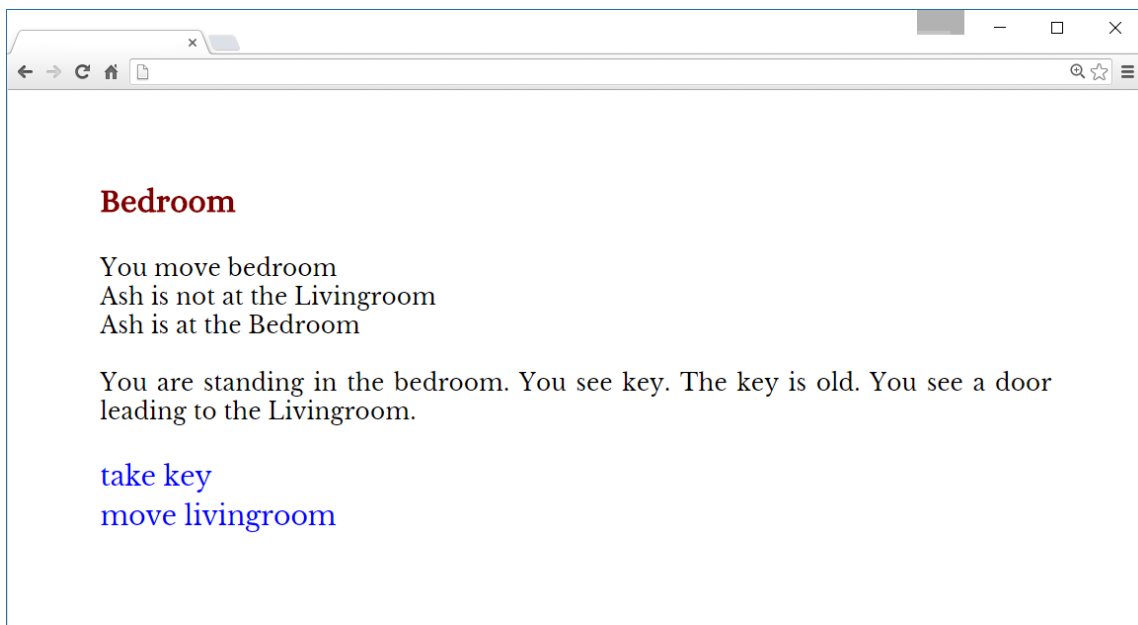 Bedroom
You move bedroom
Ash is not at the Livingroom
Ash is at the Bedroom
You are standing in the bedroom. You see key. The key is old. You see a door
leading to the Livingroom.
take key
move livingroom